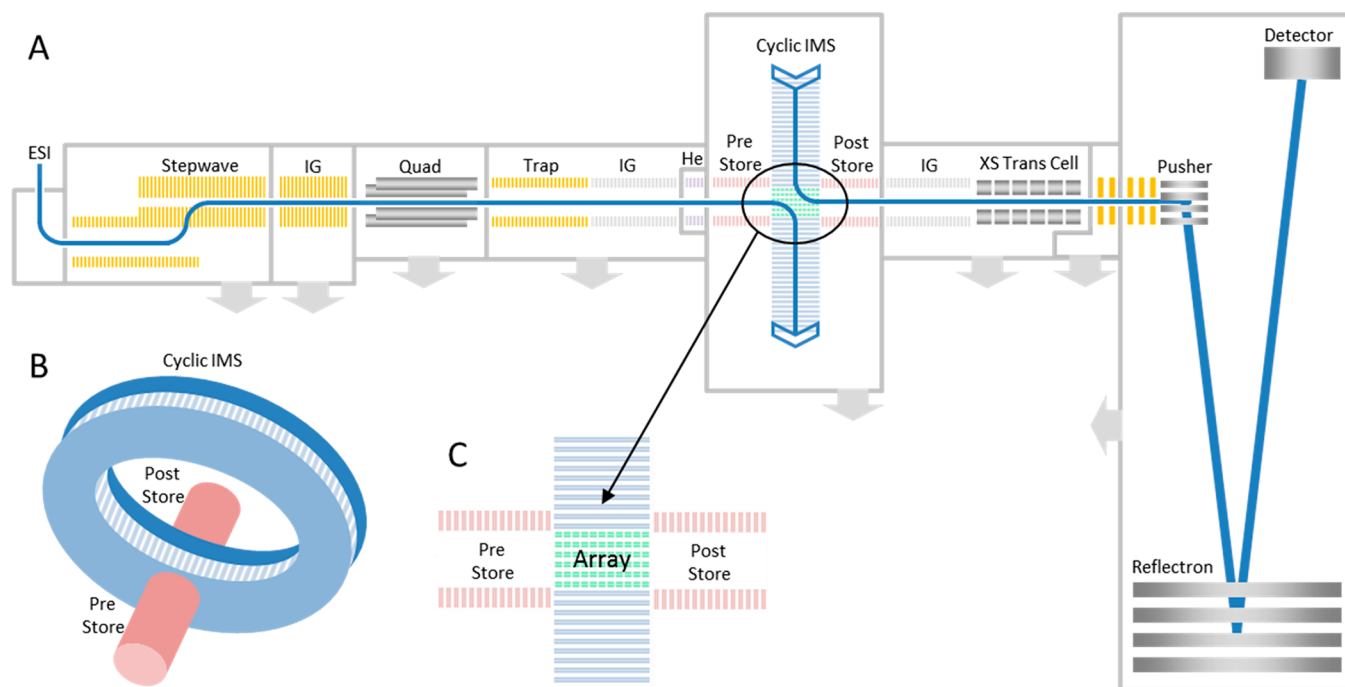 A
ESI
Stepwave
IG
Quad
Trap
IG
He
Cyclic IMS
Pre
Store
Post
Store
IG
XS Trans Cell
Pusher
Detector
Reflectron
B
Cyclic IMS
Post
Store
Pre
Store
C
Pre
Store
Array
Post
Store